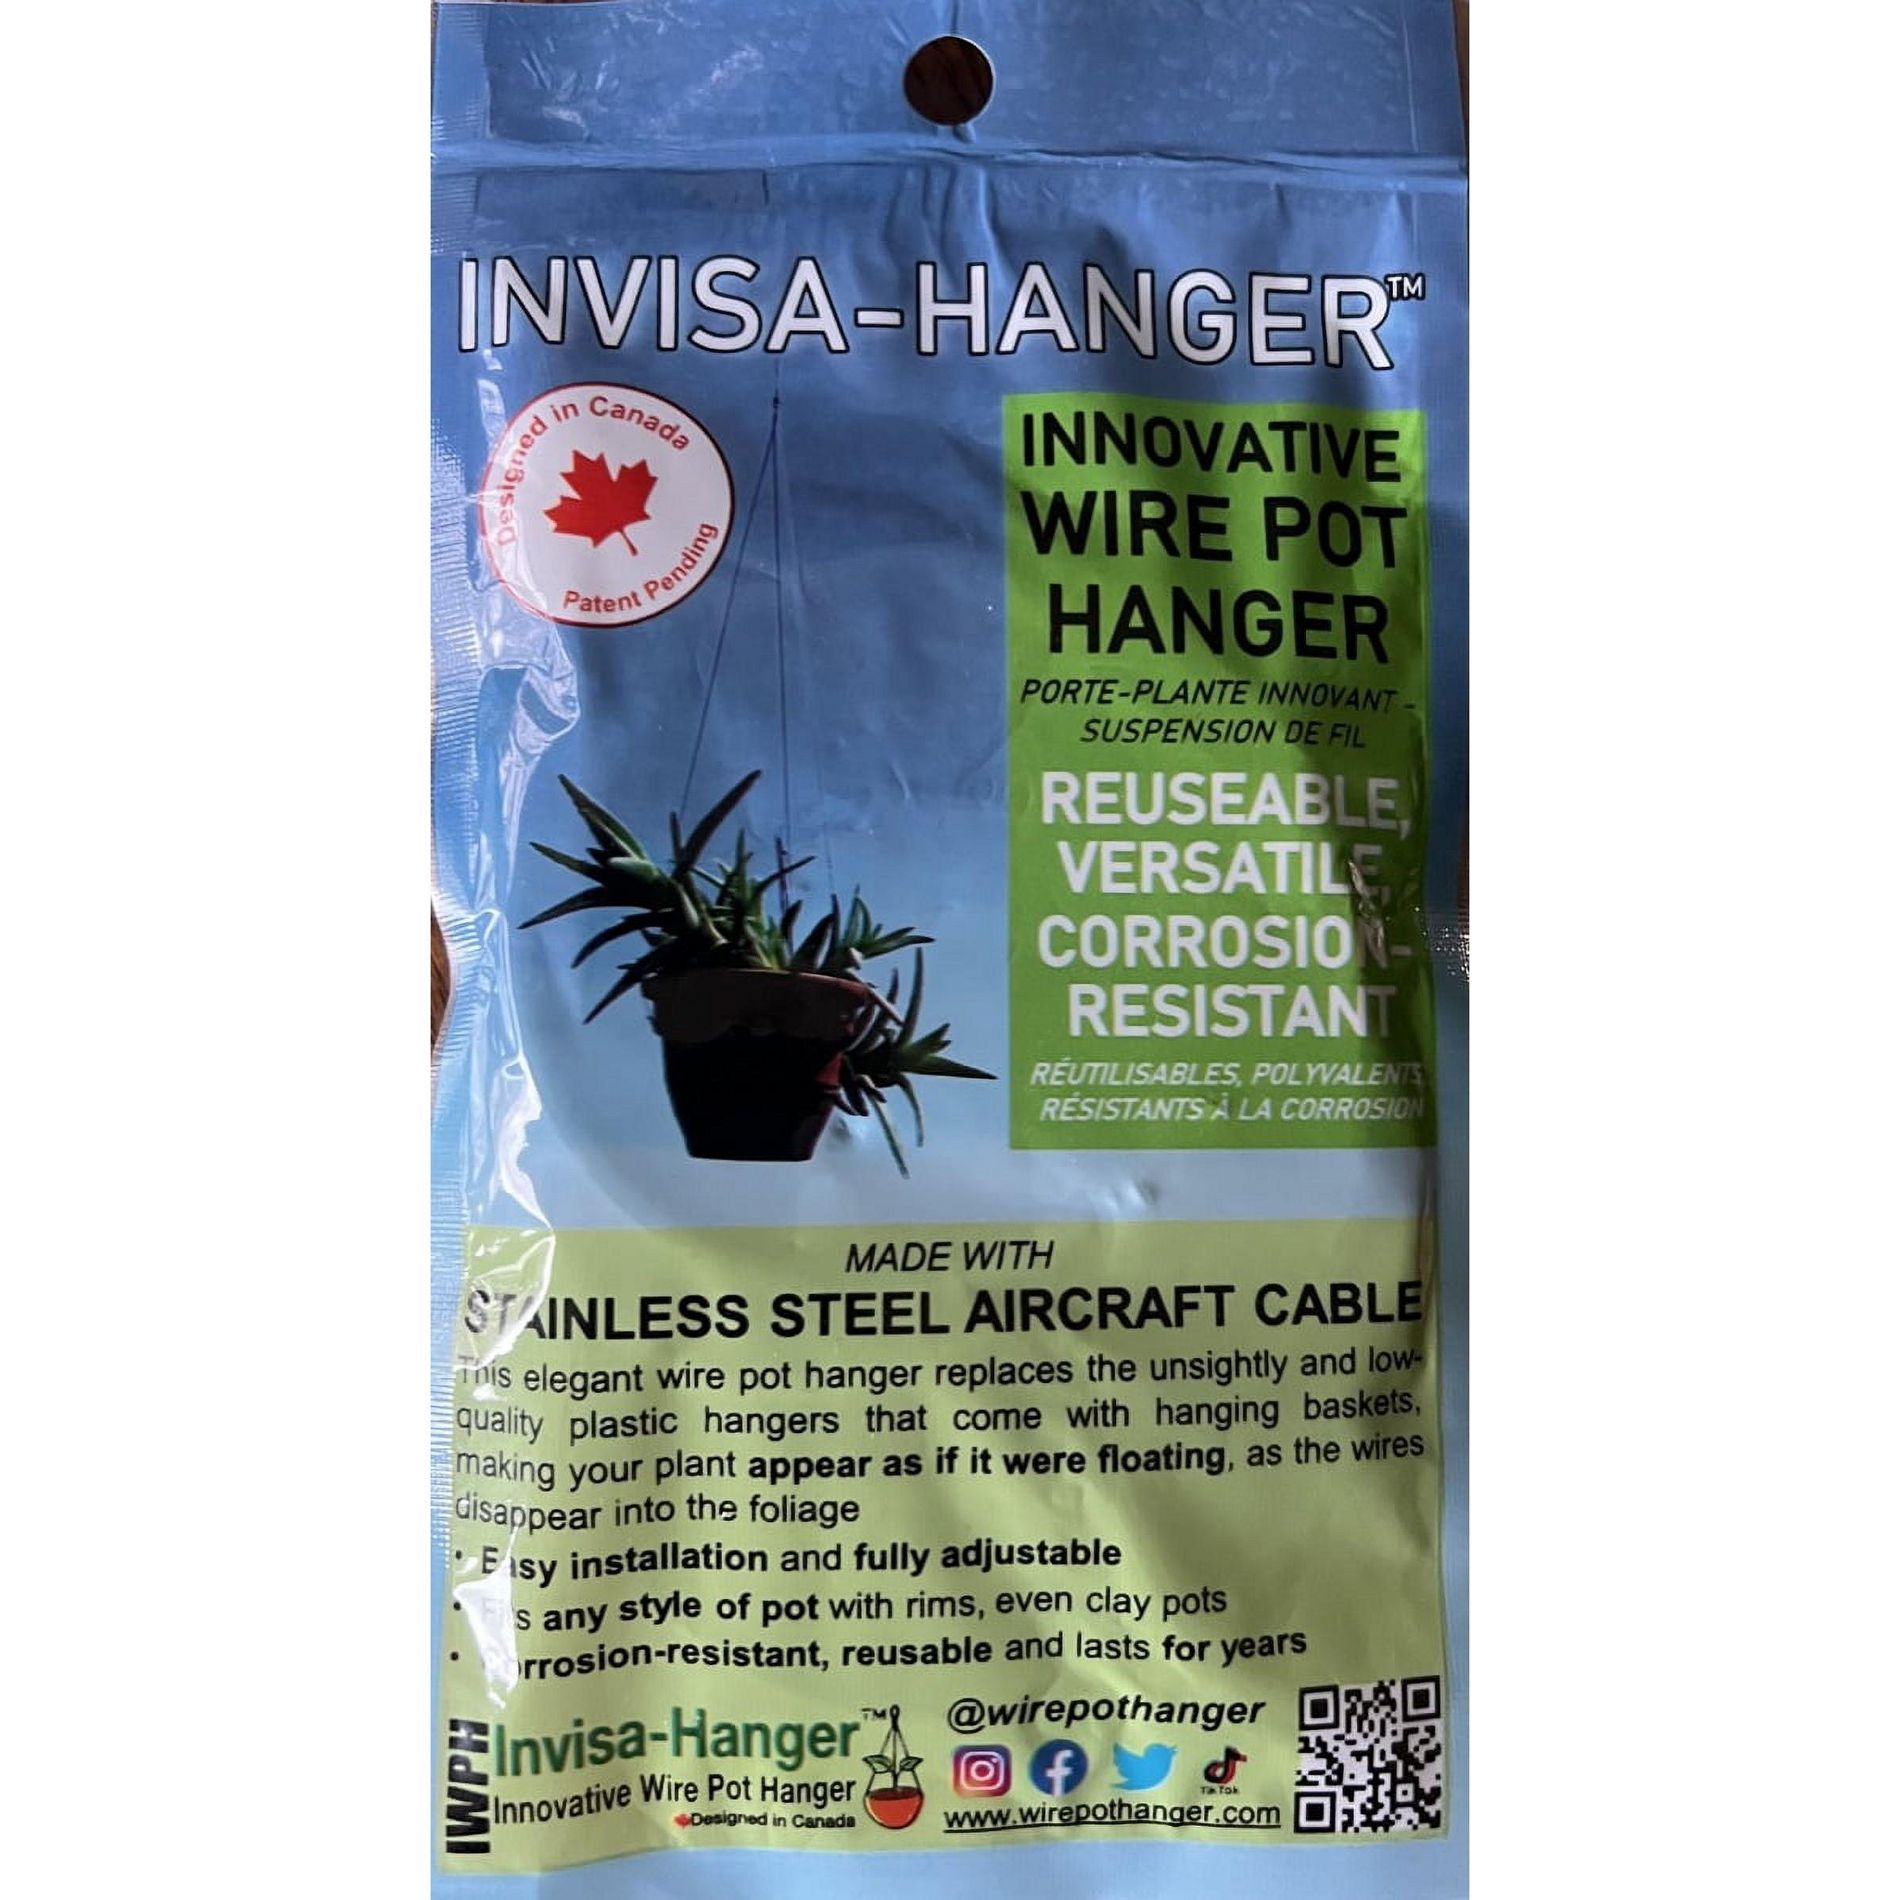 INVISA-HANGER™
Designed in Canada
Patent Pending
INNOVATIVE
WIRE POT
HANGER
PORTE-PLANTE INNOVANT -
SUSPENSION DE FIL
REUSEABLE,
VERSATILE,
CORROSION-
RESISTANT
RÉUTILISABLES, POLYVALENTS
RÉSISTANTS À LA CORROSION
MADE WITH
STAINLESS STEEL AIRCRAFT CABLE
This elegant wire pot hanger replaces the unsightly and low-
quality plastic hangers that come with hanging baskets,
making your plant appear as if it were floating, as the wires
disappear into the foliage
• Easy installation and fully adjustable
• Fits any style of pot with rims, even clay pots
• Corrosion-resistant, reusable and lasts for years
IWPH
Invisa-Hanger™
Innovative Wire Pot Hanger
Designed in Canada
@wirepothanger
TikTok
www.wirepothanger.com